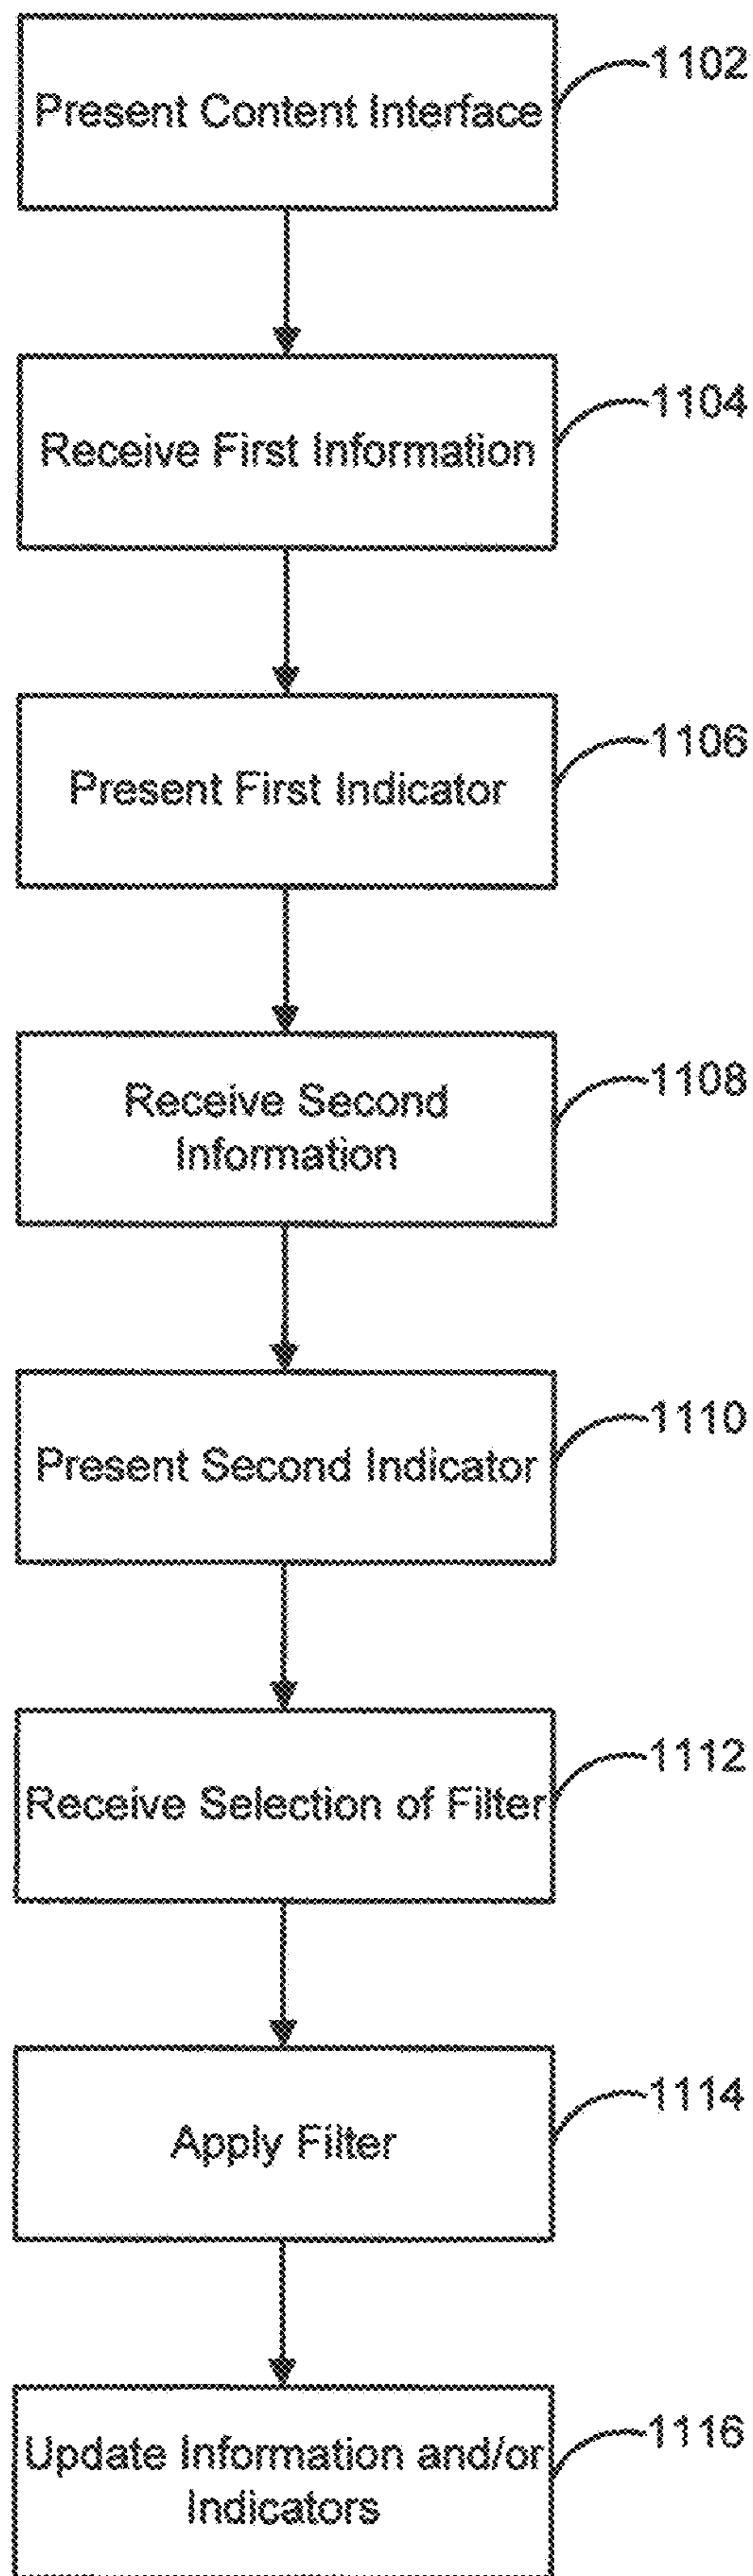 Present Content Interface
1102
Receive First Information
1104
Present First Indicator
1106
Receive Second
Information
1108
Present Second Indicator
1110
Receive Selection of Filter
1112
Apply Filter
1114
Update Information and/or
Indicators
1116